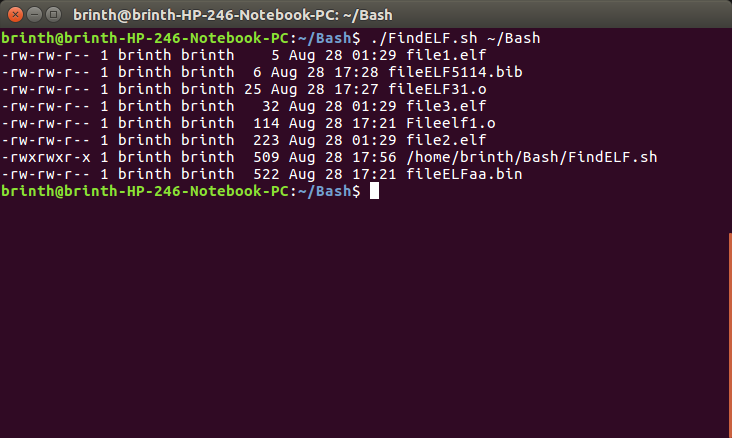 brinth@brinth-HP-246-Notebook-PC: ~/Bash
brinth@brinth-HP-246-Notebook-PC:~/Bash$ ./FindELF.sh ~/Bash
-rw-rw-r-- 1 brinth brinth    5 Aug 28 01:29 file1.elf
-rw-rw-r-- 1 brinth brinth  6 Aug 28 17:28 fileELF5114.bib
-rw-rw-r-- 1 brinth brinth 25 Aug 28 17:27 fileELF31.o
-rw-rw-r-- 1 brinth brinth   32 Aug 28 01:29 file3.elf
-rw-rw-r-- 1 brinth brinth  114 Aug 28 17:21 Fileelf1.o
-rw-rw-r-- 1 brinth brinth  223 Aug 28 01:29 file2.elf
-rwxrwxr-x 1 brinth brinth  509 Aug 28 17:56 /home/brinth/Bash/FindELF.sh
-rw-rw-r-- 1 brinth brinth  522 Aug 28 17:21 fileELFaa.bin
brinth@brinth-HP-246-Notebook-PC:~/Bash$